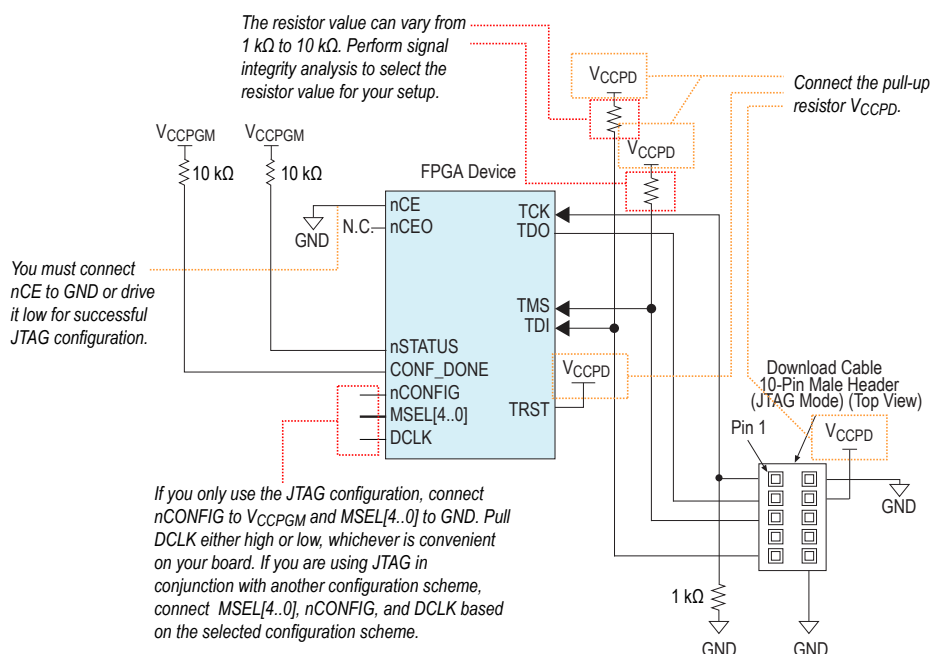 The resistor value can vary from
1 kΩ to 10 kΩ. Perform signal
integrity analysis to select the
resistor value for your setup.
VCCPD
Connect the pull-up
resistor VCCPD.
VCCPGM
VCCPGM
VCCPD
10 kΩ
10 kΩ
FPGA Device
nCE
TCK
GND
N.C.
nCEO
TDO
You must connect
nCE to GND or drive
it low for successful
JTAG configuration.
TMS
TDI
nSTATUS
CONF_DONE
nCONFIG
MSEL[4..0]
DCLK
VCCPD
TRST
Download Cable
10-Pin Male Header
(JTAG Mode) (Top View)
Pin 1
VCCPD
GND
If you only use the JTAG configuration, connect
nCONFIG to VCCPGM and MSEL[4..0] to GND. Pull
DCLK either high or low, whichever is convenient
on your board. If you are using JTAG in
conjunction with another configuration scheme,
connect MSEL[4..0], nCONFIG, and DCLK based
on the selected configuration scheme.
1 kΩ
GND
GND